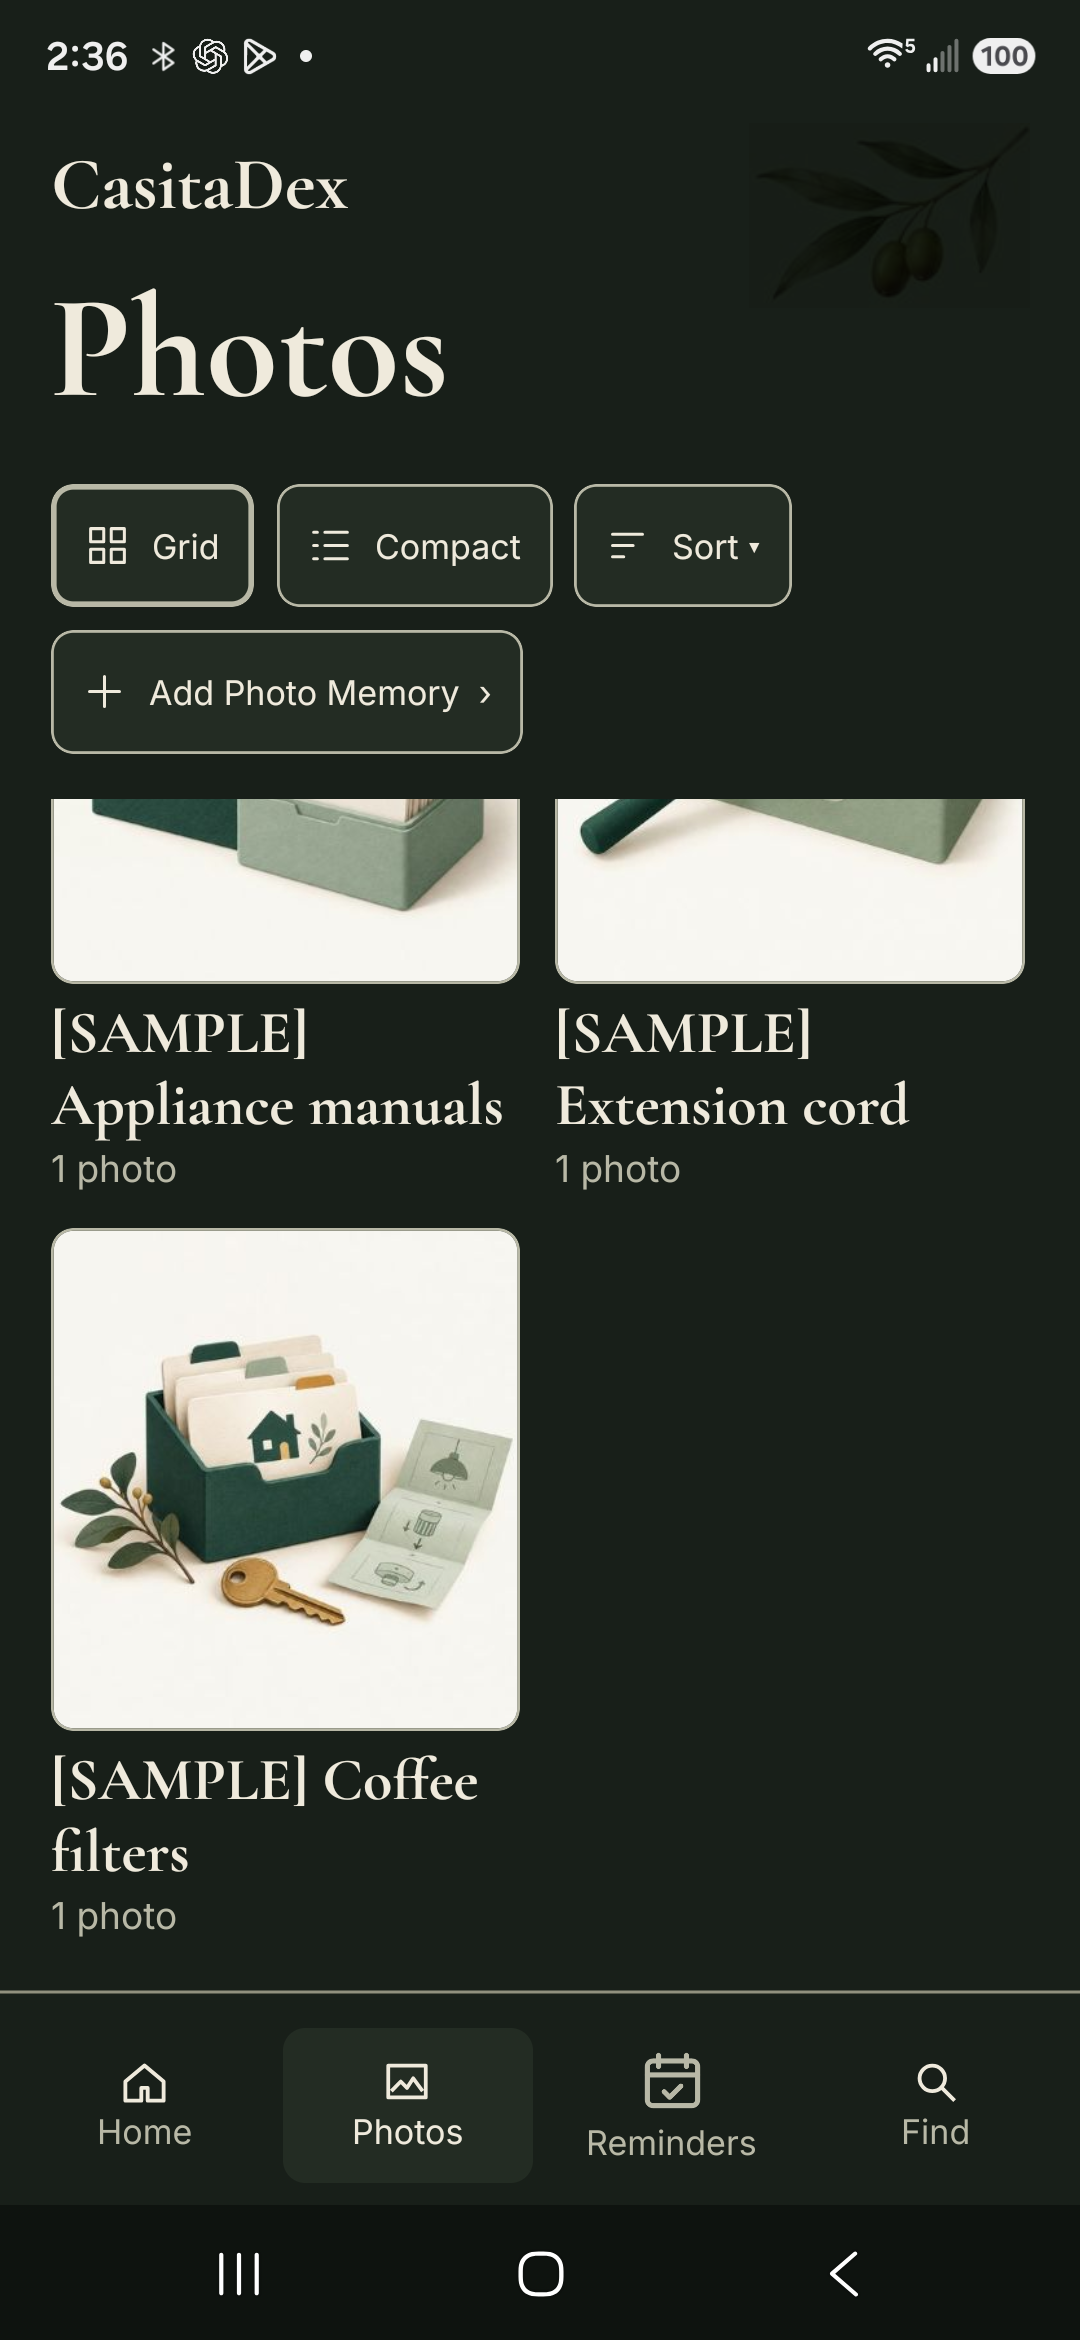 2:36
5
100
CasitaDex
Photos
Grid
Compact
Sort ▾
Add Photo Memory ›
[SAMPLE]
Appliance manuals
1 photo
[SAMPLE]
Extension cord
1 photo
[SAMPLE] Coffee
filters
1 photo
Home
Photos
Reminders
Find